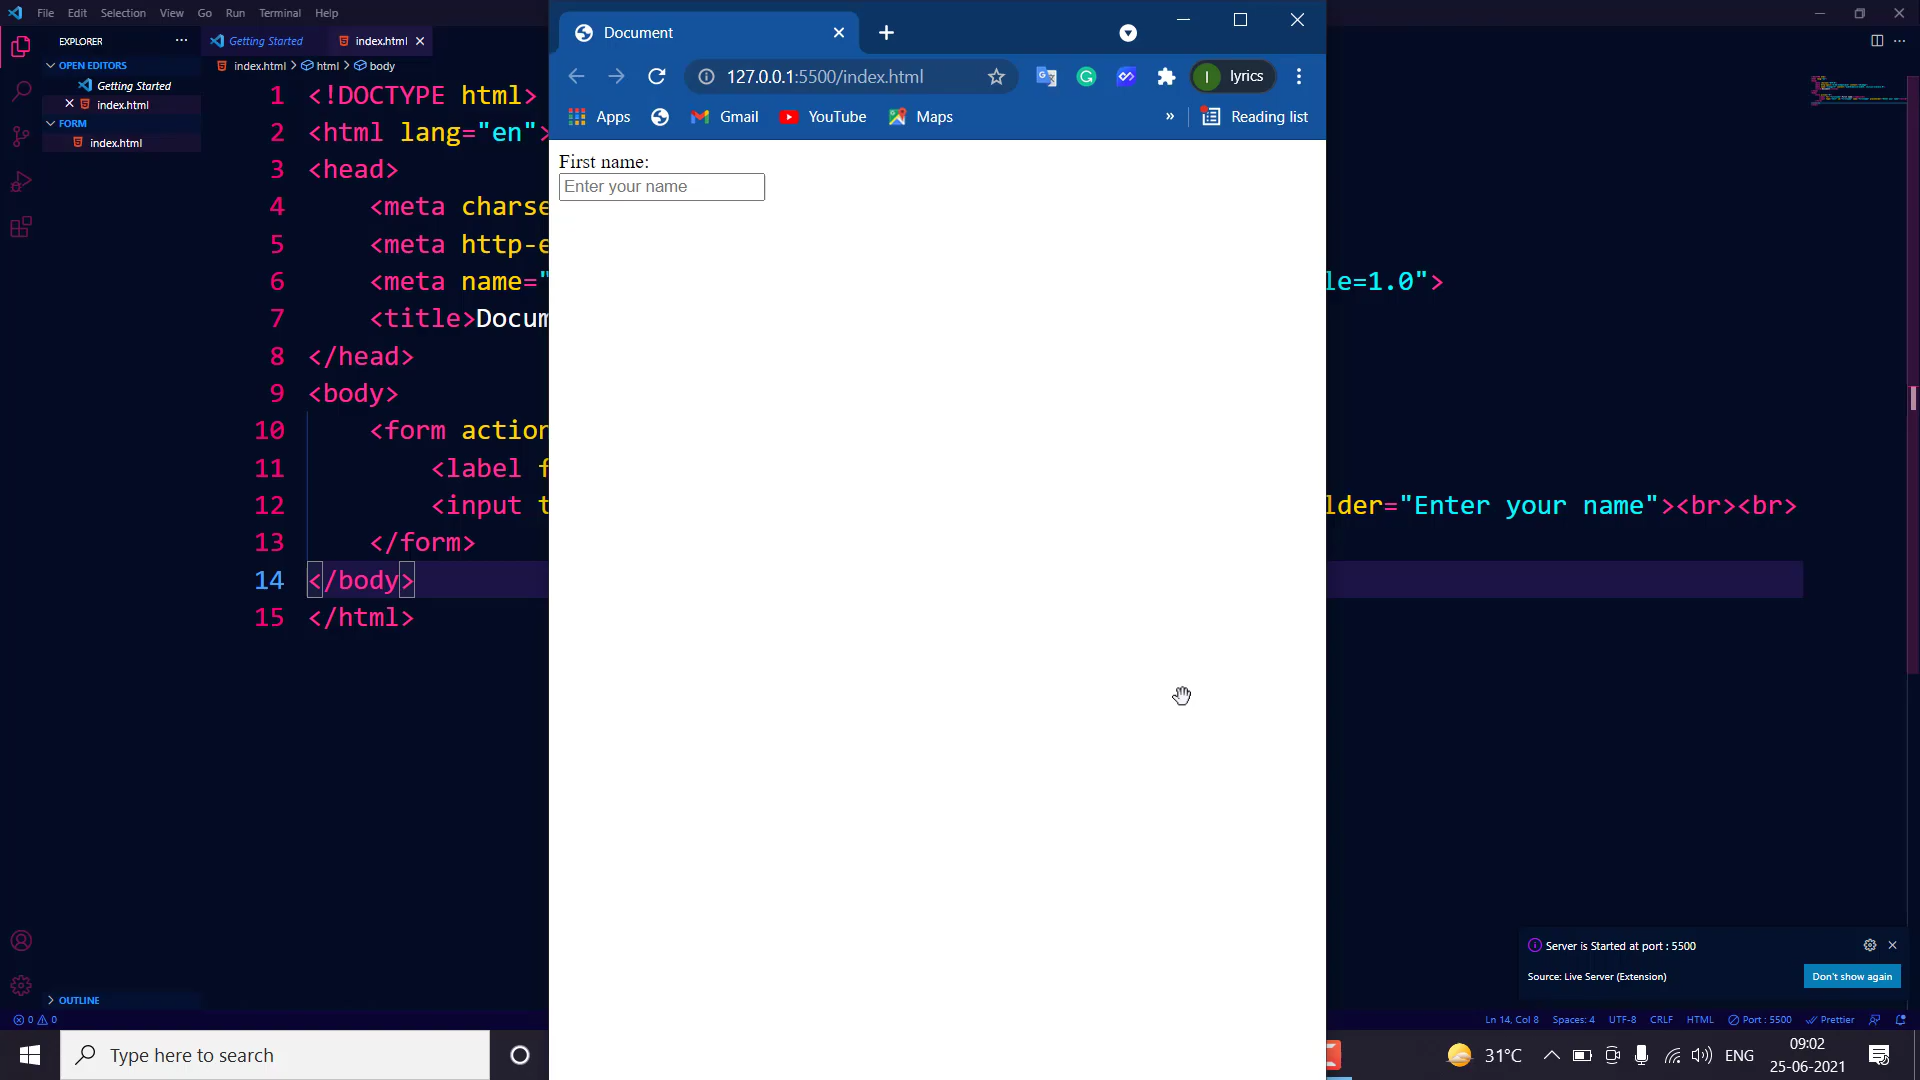 File Edit Selection View Go Run Terminal Help
EXPLORER
OPEN EDITORS
Getting Started
index.html
FORM
index.html
OUTLINE
Getting Started
index.html
index.html > html > body
1 <!DOCTYPE html>
2 <html lang="en">
3 <head>
4 <meta charse
5 <meta http-e
6 <meta name=" le=1.0">
7 <title>Docum
8 </head>
9 <body>
10 <form action
11 <label f
12 <input t lder="Enter your name"><br><br>
13 </form>
14 </body>
15 </html>
Document
127.0.0.1:5500/index.html
I lyrics
Apps Gmail YouTube Maps » Reading list
First name:
Enter your name
Server is Started at port : 5500
Source: Live Server (Extension)
Don't show again
0 0
Ln 14, Col 8 Spaces: 4 UTF-8 CRLF HTML Port : 5500 Prettier
Type here to search
31°C ENG
09:02
25-06-2021